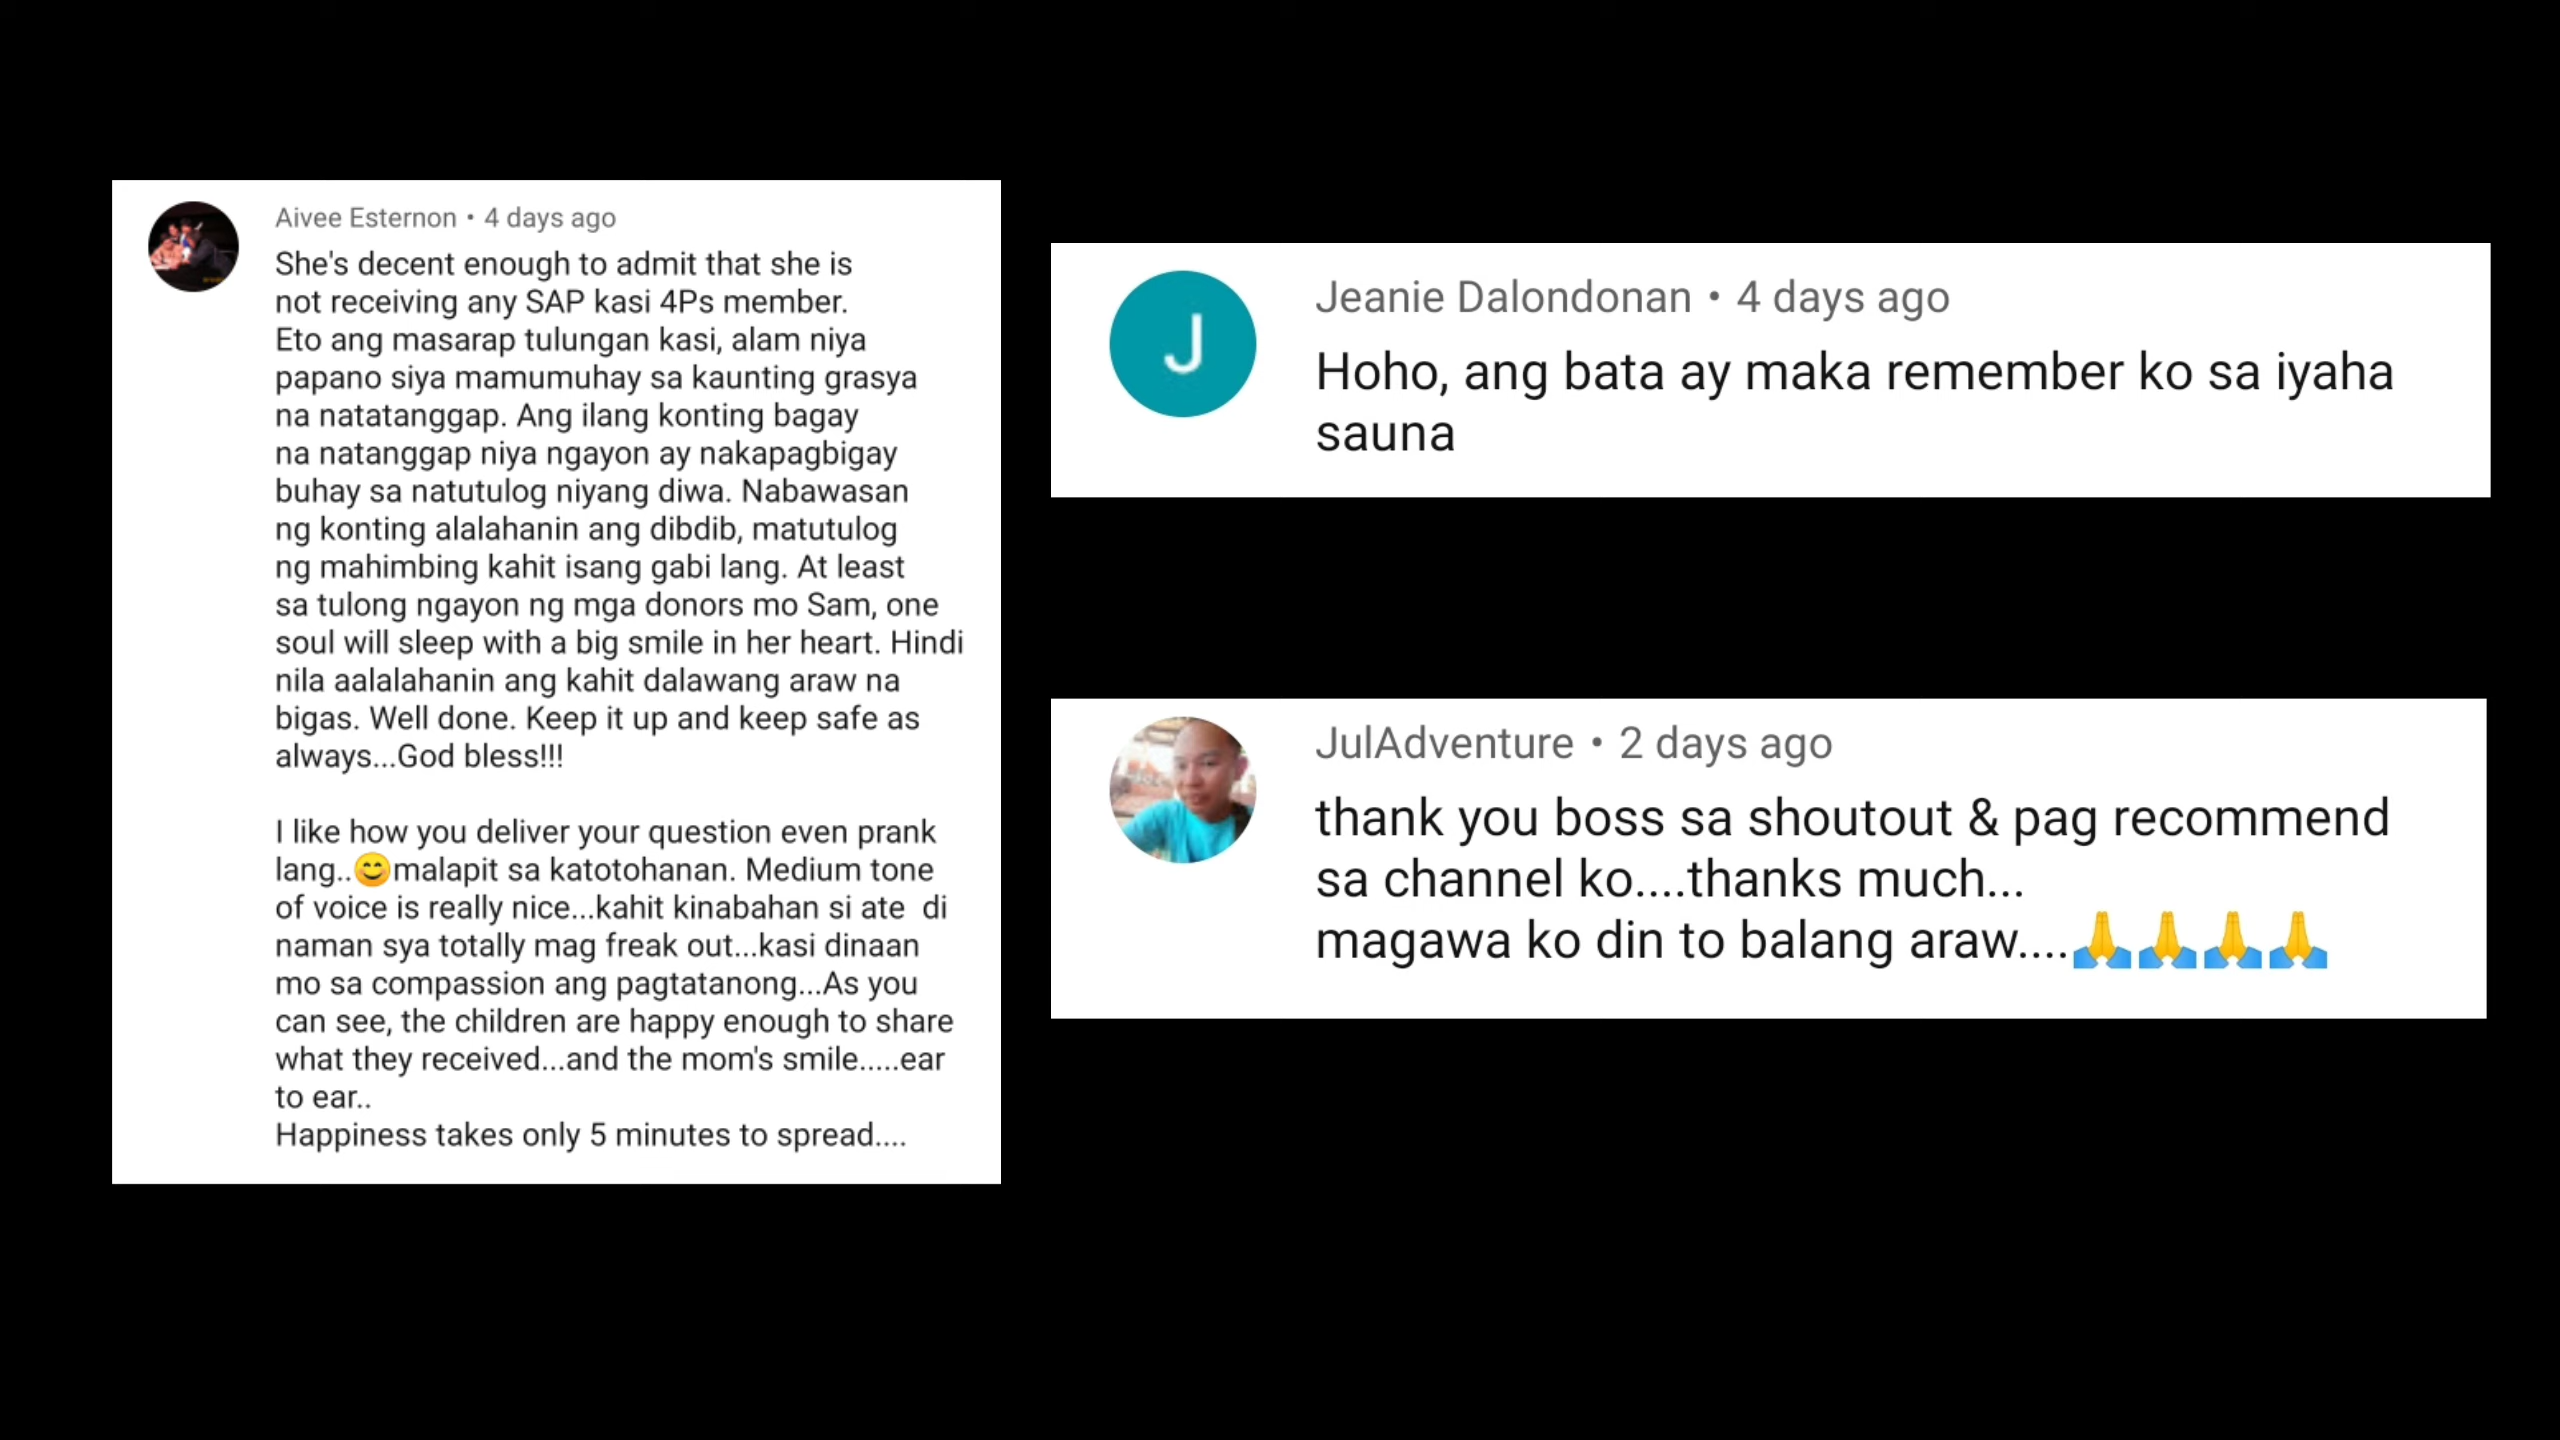 Aivee Esternon • 4 days ago
She's decent enough to admit that she is
not receiving any SAP kasi 4Ps member.
Eto ang masarap tulungan kasi, alam niya
papano siya mamumuhay sa kaunting grasya
na natatanggap. Ang ilang konting bagay
na natanggap niya ngayon ay nakapagbigay
buhay sa natutulog niyang diwa. Nabawasan
ng konting alalahanin ang dibdib, matutulog
ng mahimbing kahit isang gabi lang. At least
sa tulong ngayon ng mga donors mo Sam, one
soul will sleep with a big smile in her heart. Hindi
nila aalalahanin ang kahit dalawang araw na
bigas. Well done. Keep it up and keep safe as
always...God bless!!!
I like how you deliver your question even prank
lang..😊malapit sa katotohanan. Medium tone
of voice is really nice...kahit kinabahan si ate  di
naman sya totally mag freak out...kasi dinaan
mo sa compassion ang pagtatanong...As you
can see, the children are happy enough to share
what they received...and the mom's smile.....ear
to ear..
Happiness takes only 5 minutes to spread....
J
Jeanie Dalondonan • 4 days ago
Hoho, ang bata ay maka remember ko sa iyaha
sauna
JulAdventure • 2 days ago
thank you boss sa shoutout & pag recommend
sa channel ko....thanks much...
magawa ko din to balang araw....🙏🙏🙏🙏